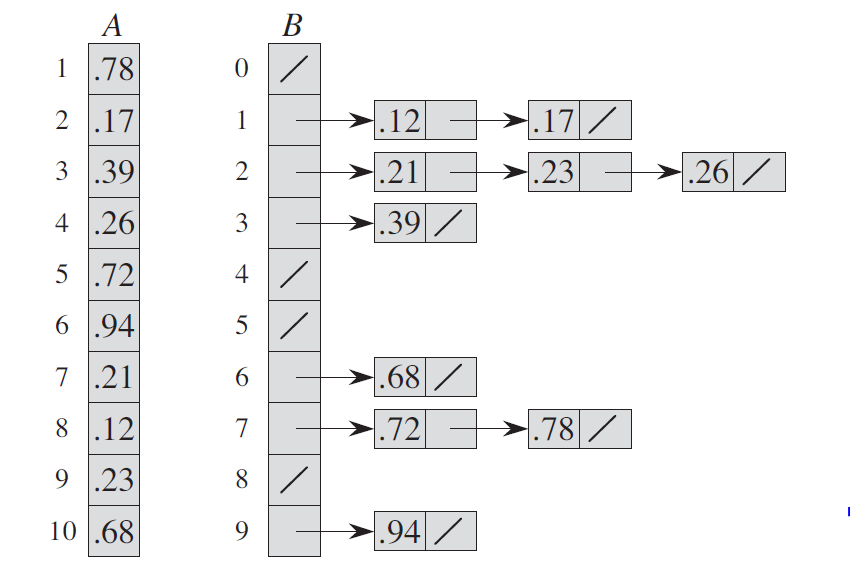 A B
1 .78 0 /
2 .17 1 .12 .17 /
3 .39 2 .21 .23 .26 /
4 .26 3 .39 /
5 .72 4 /
6 .94 5 /
7 .21 6 .68 /
8 .12 7 .72 .78 /
9 .23 8 /
10 .68 9 .94 /